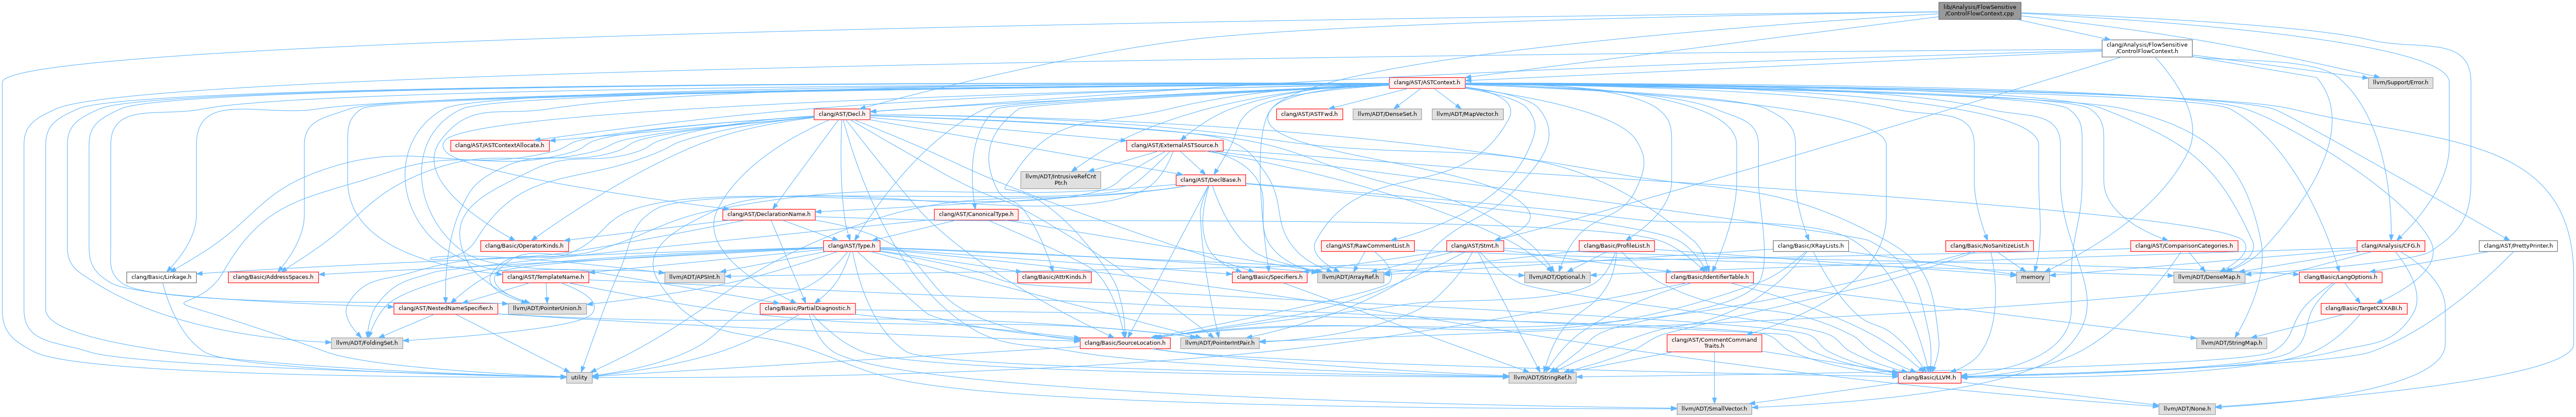 lib/Analysis/FlowSensitive
/ControlFlowContext.cpp
clang/Analysis/FlowSensitive
/ControlFlowContext.h
clang/AST/ASTContext.h
llvm/Support/Error.h
clang/AST/Decl.h
clang/AST/ASTFwd.h
llvm/ADT/DenseSet.h
llvm/ADT/MapVector.h
clang/AST/ASTContextAllocate.h
clang/AST/ExternalASTSource.h
llvm/ADT/IntrusiveRefCnt
Ptr.h
clang/AST/DeclBase.h
clang/AST/DeclarationName.h
clang/AST/CanonicalType.h
clang/Basic/OperatorKinds.h
clang/AST/Type.h
clang/AST/RawCommentList.h
clang/AST/Stmt.h
clang/Basic/ProfileList.h
clang/Basic/XRayLists.h
clang/Basic/NoSanitizeList.h
clang/AST/ComparisonCategories.h
clang/Analysis/CFG.h
clang/AST/PrettyPrinter.h
clang/Basic/Linkage.h
clang/Basic/AddressSpaces.h
clang/AST/TemplateName.h
llvm/ADT/APSInt.h
clang/Basic/AttrKinds.h
clang/Basic/Specifiers.h
llvm/ADT/ArrayRef.h
llvm/ADT/Optional.h
clang/Basic/IdentifierTable.h
memory
llvm/ADT/DenseMap.h
clang/Basic/LangOptions.h
clang/AST/NestedNameSpecifier.h
llvm/ADT/PointerUnion.h
clang/Basic/PartialDiagnostic.h
clang/Basic/TargetCXXABI.h
llvm/ADT/FoldingSet.h
clang/Basic/SourceLocation.h
llvm/ADT/PointerIntPair.h
clang/AST/CommentCommand
Traits.h
llvm/ADT/StringMap.h
utility
llvm/ADT/StringRef.h
clang/Basic/LLVM.h
llvm/ADT/SmallVector.h
llvm/ADT/None.h